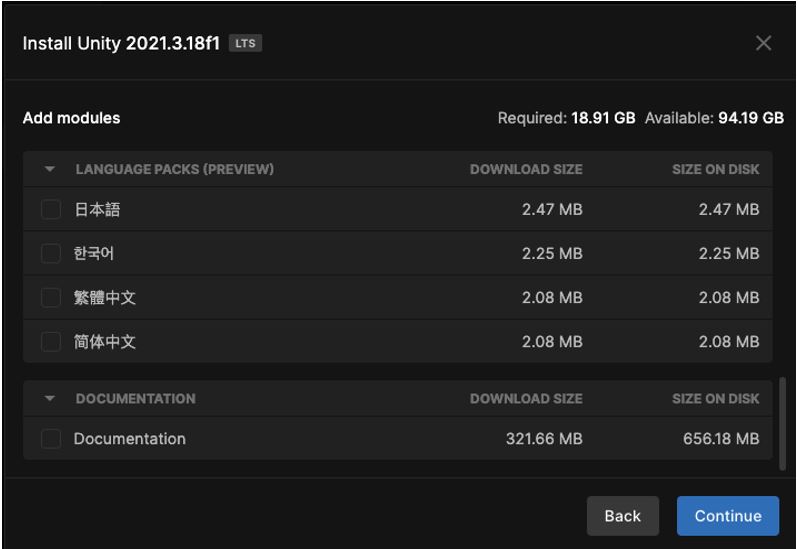 Install Unity 2021.3.18f1 LTS
Add modules Required: 18.91 GB Available: 94.19 GB
LANGUAGE PACKS (PREVIEW) DOWNLOAD SIZE SIZE ON DISK
日本語 2.47 MB 2.47 MB
한국어 2.25 MB 2.25 MB
繁體中文 2.08 MB 2.08 MB
简体中文 2.08 MB 2.08 MB
DOCUMENTATION DOWNLOAD SIZE SIZE ON DISK
Documentation 321.66 MB 656.18 MB
Back Continue